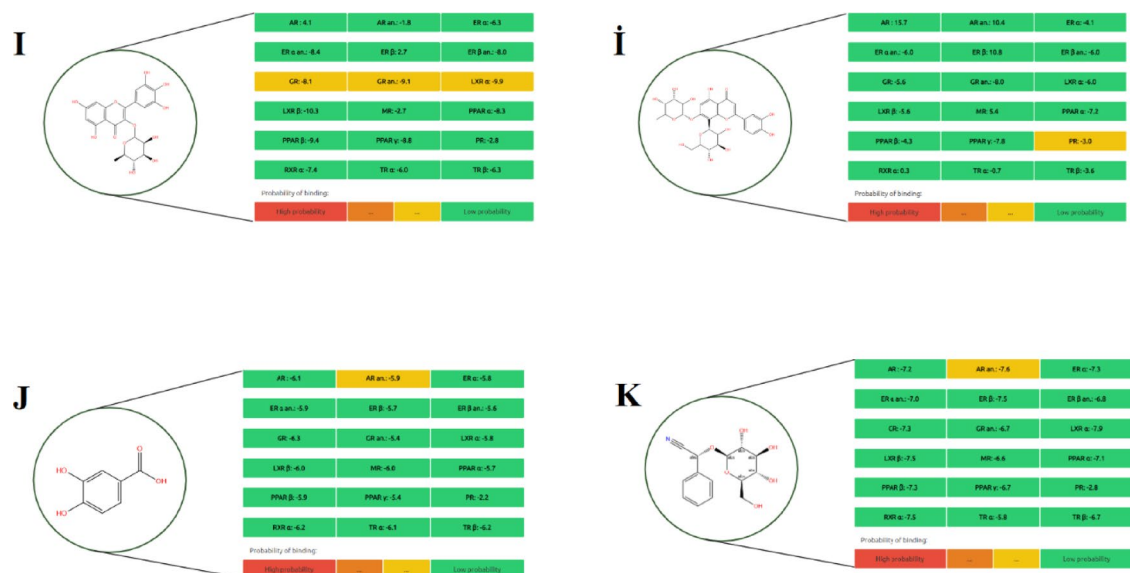 I
AR : 4.1 AR an.: -1.8 ER α: -6.3
ER α an.: -8.4 ER β: 2.7 ER β an.: -8.0
GR: -8.1 GR an.: -9.1 LXR α: -9.9
LXR β: -10.3 MR: -2.7 PPAR α: -8.3
PPAR β: -9.4 PPAR γ: -8.8 PR: -2.8
RXR α: -7.4 TR α: -6.0 TR β: -6.3
Probability of binding:
High probability ... ... Low probability
İ
AR : 15.7 AR an.: 10.4 ER α: -4.1
ER α an.: -6.0 ER β: 10.8 ER β an.: -6.0
GR: -5.6 GR an.: -8.0 LXR α: -6.0
LXR β: -5.6 MR: 5.4 PPAR α: -7.2
PPAR β: -4.3 PPAR γ: -7.8 PR: -3.0
RXR α: 0.3 TR α: -0.7 TR β: -3.6
Probability of binding:
High probability ... ... Low probability
J
AR : -6.1 AR an.: -5.9 ER α: -5.8
ER α an.: -5.9 ER β: -5.7 ER β an.: -5.6
GR: -6.3 GR an.: -5.4 LXR α: -5.8
LXR β: -6.0 MR: -6.0 PPAR α: -5.7
PPAR β: -5.9 PPAR γ: -5.4 PR: -2.2
RXR α: -6.2 TR α: -6.1 TR β: -6.2
Probability of binding:
High probability ... ... Low probability
K
AR : -7.2 AR an.: -7.6 ER α: -7.3
ER α an.: -7.0 ER β: -7.5 ER β an.: -6.8
GR: -7.3 GR an.: -6.7 LXR α: -7.9
LXR β: -7.5 MR: -6.6 PPAR α: -7.1
PPAR β: -7.3 PPAR γ: -6.7 PR: -2.8
RXR α: -7.5 TR α: -5.8 TR β: -6.7
Probability of binding:
High probability ... ... Low probability